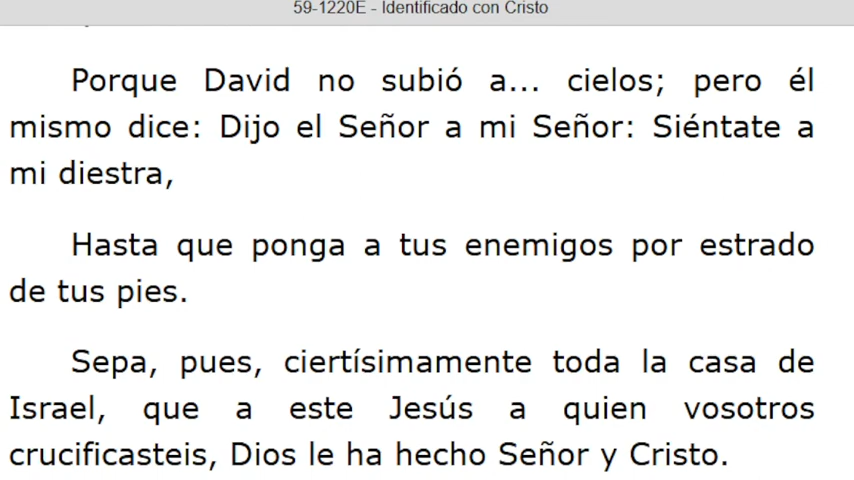 59-1220E - Identificado con Cristo
Porque David no subió a... cielos; pero él
mismo dice: Dijo el Señor a mi Señor: Siéntate a
mi diestra,
Hasta que ponga a tus enemigos por estrado
de tus pies.
Sepa, pues, ciertísimamente toda la casa de
Israel, que a este Jesús a quien vosotros
crucificasteis, Dios le ha hecho Señor y Cristo.